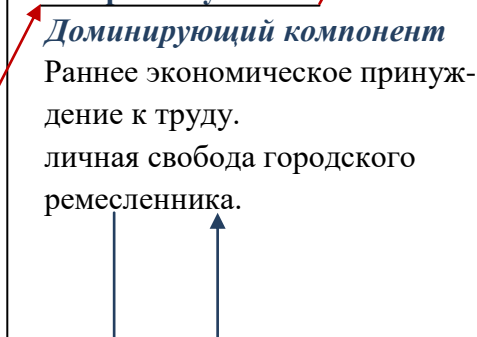 Доминирующий компонент
Раннее экономическое принуж-
дение к труду.
личная свобода городского
ремесленника.